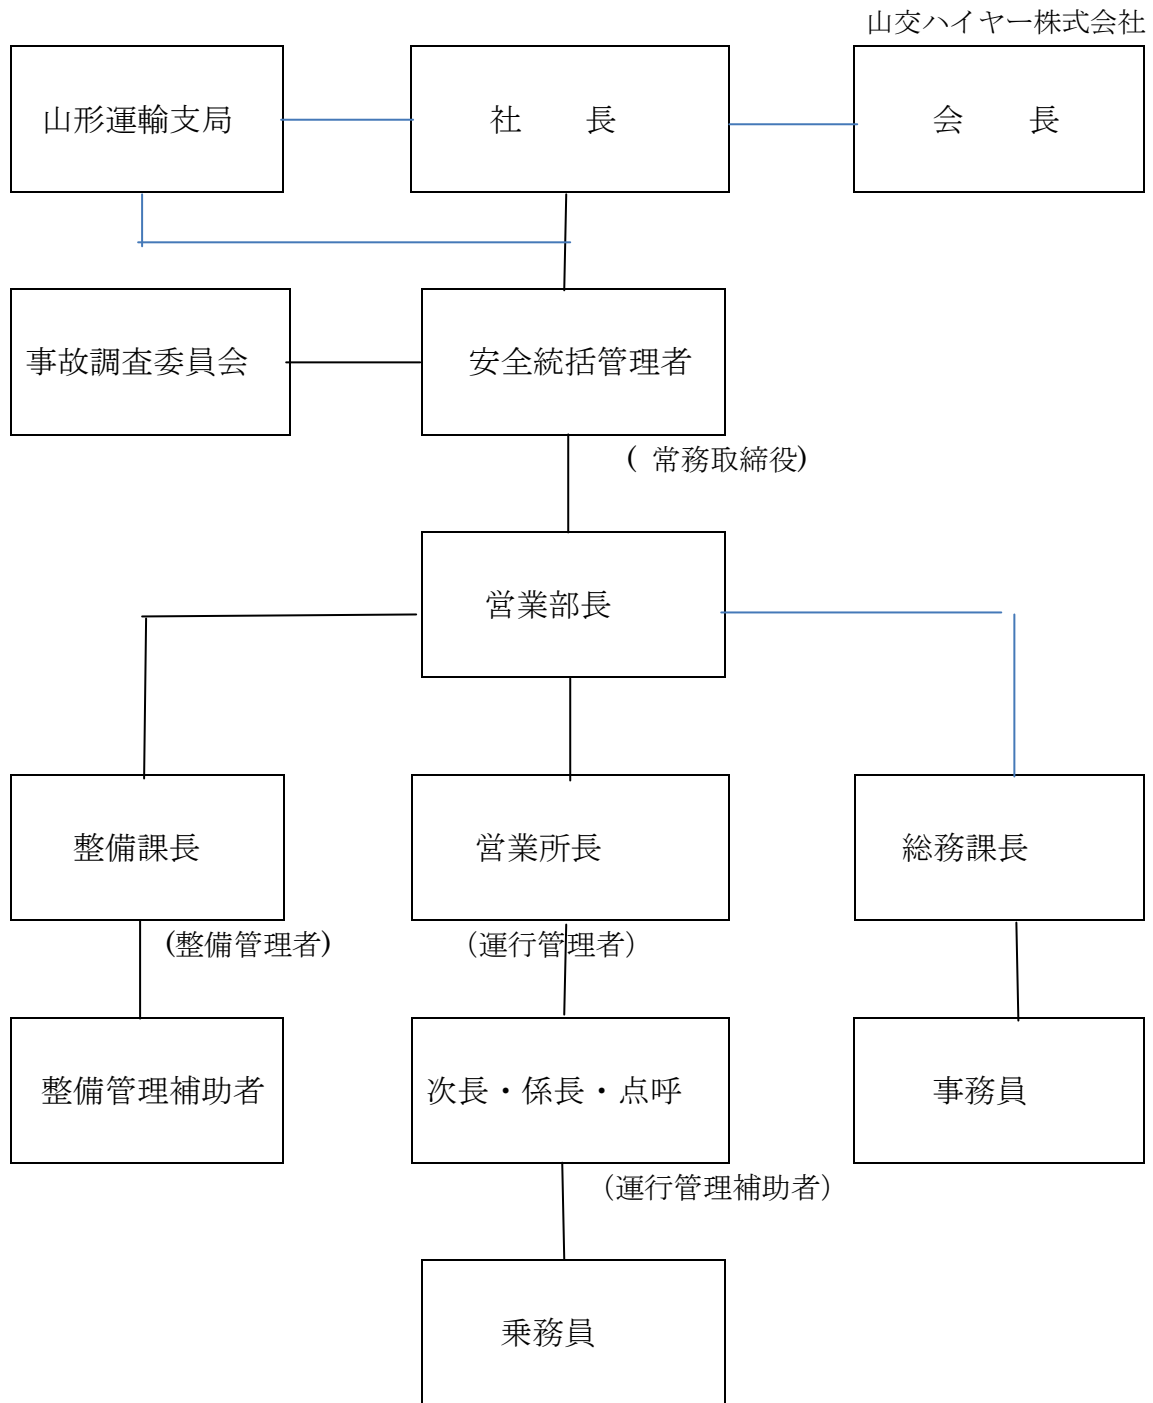 山交ハイヤー株式会社
山形運輸支局
社　　長
会　　長
事故調査委員会
安全統括管理者
( 常務取締役)
営業部長
整備課長
営業所長
総務課長
(整備管理者)
（運行管理者）
整備管理補助者
次長・係長・点呼
事務員
（運行管理補助者）
乗務員